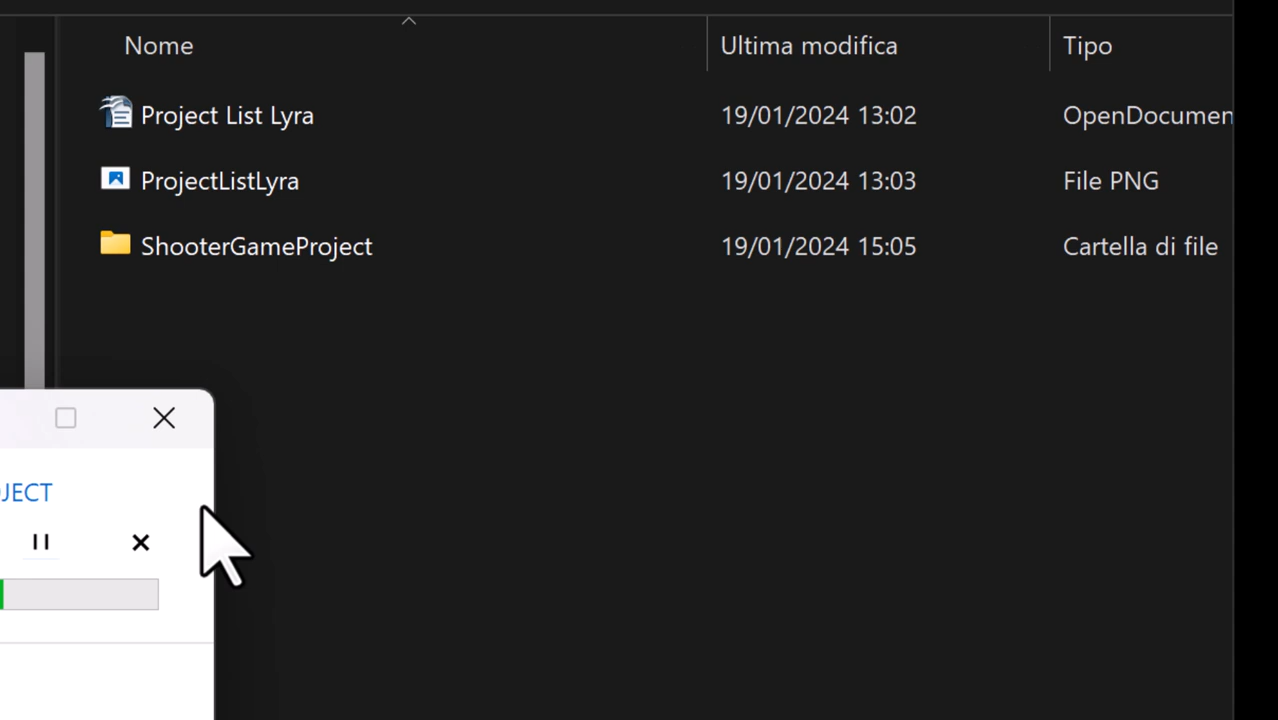 Nome Ultima modifica Tipo
Project List Lyra 19/01/2024 13:02 OpenDocumen
ProjectListLyra 19/01/2024 13:03 File PNG
ShooterGameProject 19/01/2024 15:05 Cartella di file
JECT